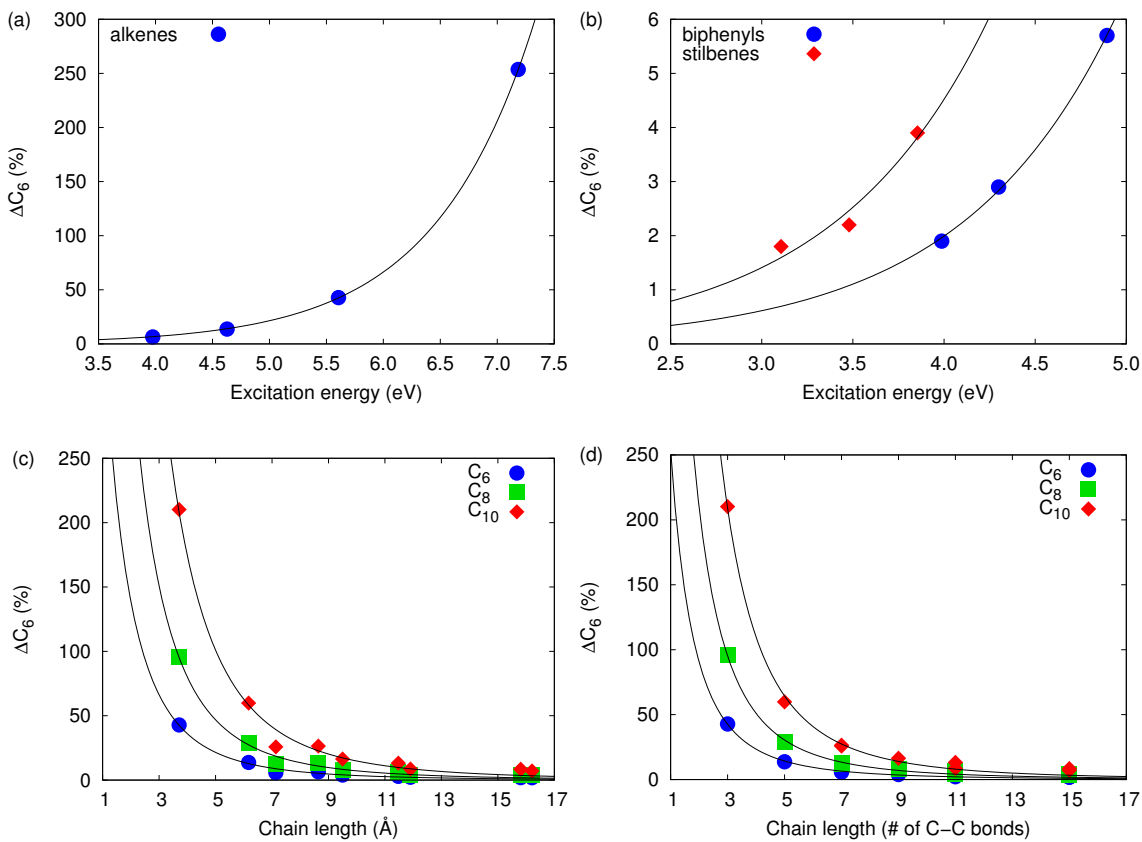 (a)
alkenes
300
250
200
150
100
50
0
ΔC6 (%)
3.5 4.0 4.5 5.0 5.5 6.0 6.5 7.0 7.5
Excitation energy (eV)
(b)
biphenyls
stilbenes
6
5
4
3
2
1
0
ΔC6 (%)
2.5 3.0 3.5 4.0 4.5 5.0
Excitation energy (eV)
(c)
C6
C8
C10
250
200
150
100
50
0
ΔC6 (%)
1 3 5 7 9 11 13 15 17
Chain length (Å)
(d)
C6
C8
C10
250
200
150
100
50
0
ΔC6 (%)
1 3 5 7 9 11 13 15 17
Chain length (# of C−C bonds)